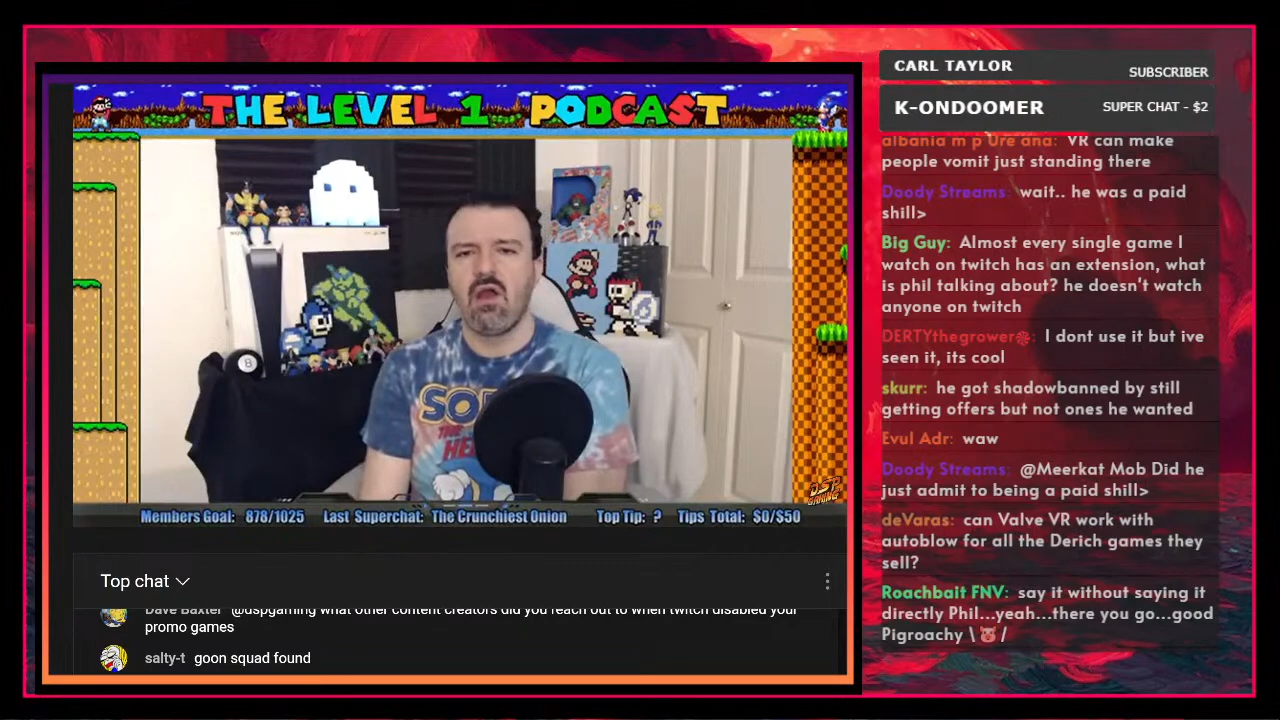 THE LEVEL 1 PODCAST
8
DSP
GAMING
Members Goal: 878/1025 Last Superchat: The Crunchiest Onion Top Tip: ? Tips Total: $0/$50
Top chat
Dave Baxter @dspgaming what other content creators did you reach out to when twitch disabled your
promo games
salty-t goon squad found
CARL TAYLOR SUBSCRIBER
K-ONDOOMER SUPER CHAT - $2
albania m p Ure ana: VR can make
people vomit just standing there
Doody Streams: wait.. he was a paid
shill>
Big Guy: Almost every single game I
watch on twitch has an extension, what
is phil talking about? he doesn't watch
anyone on twitch
DERTYthegrower: I dont use it but ive
seen it, its cool
skurr: he got shadowbanned by still
getting offers but not ones he wanted
Evul Adr: waw
Doody Streams: @Meerkat Mob Did he
just admit to being a paid shill>
deVaras: can Valve VR work with
autoblow for all the Derich games they
sell?
Roachbait FNV: say it without saying it
directly Phil...yeah...there you go...good
Pigroachy \🐷/